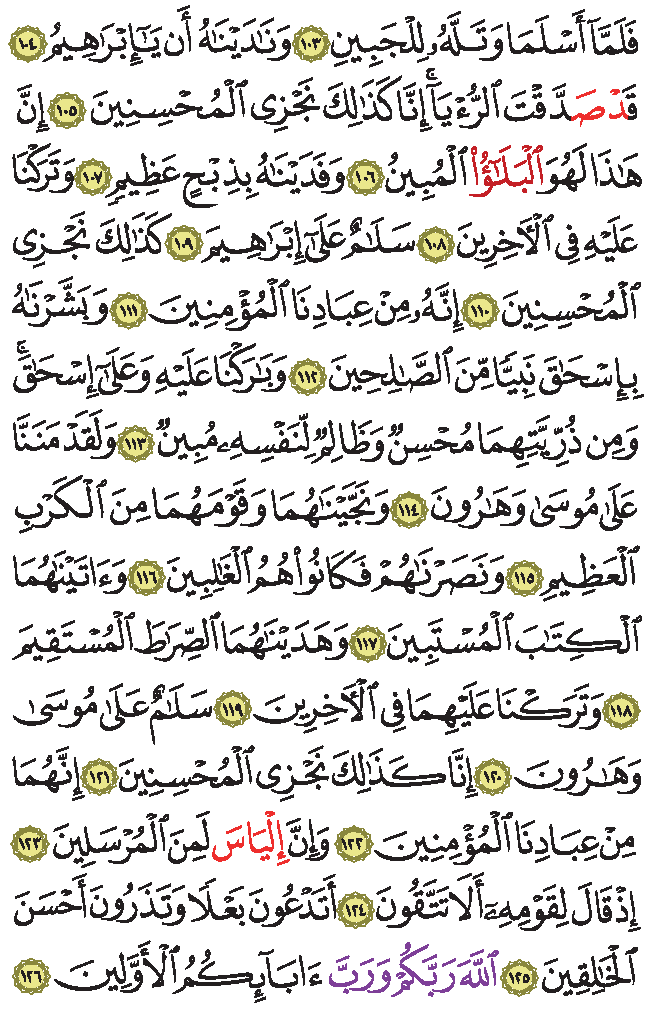 فَلَمَّآ أَسْلَمَا وَتَلَّهُۥ لِلْجَبِينِ ١٠٣ وَنَٰدَيْنَٰهُ أَن يَٰٓإِبْرَٰهِيمُ ١٠٤
قَدْ صَدَّقْتَ ٱلرُّءْيَآۚ إِنَّا كَذَٰلِكَ نَجْزِى ٱلْمُحْسِنِينَ ١٠٥ إِنَّ
هَٰذَا لَهُوَ ٱلْبَلَٰٓؤُا۟ ٱلْمُبِينُ ١٠٦ وَفَدَيْنَٰهُ بِذِبْحٍ عَظِيمٍ ١٠٧ وَتَرَكْنَا
عَلَيْهِ فِى ٱلْأَخِرِينَ ١٠٨ سَلَٰمٌ عَلَىٰٓ إِبْرَٰهِيمَ ١٠٩ كَذَٰلِكَ نَجْزِى
ٱلْمُحْسِنِينَ ١١٠ إِنَّهُۥ مِنْ عِبَادِنَا ٱلْمُؤْمِنِينَ ١١١ وَبَشَّرْنَٰهُ
بِإِسْحَٰقَ نَبِيًّا مِّنَ ٱلصَّٰلِحِينَ ١١٢ وَبَٰرَكْنَا عَلَيْهِ وَعَلَىٰٓ إِسْحَٰقَۚ
وَمِن ذُرِّيَّتِهِمَا مُحْسِنٌ وَظَالِمٌ لِّنَفْسِهِۦ مُبِينٌ ١١٣ وَلَقَدْ مَنَنَّا
عَلَىٰ مُوسَىٰ وَهَٰرُونَ ١١٤ وَنَجَّيْنَٰهُمَا وَقَوْمَهُمَا مِنَ ٱلْكَرْبِ
ٱلْعَظِيمِ ١١٥ وَنَصَرْنَٰهُمْ فَكَانُوا۟ هُمُ ٱلْغَٰلِبِينَ ١١٦ وَءَاتَيْنَٰهُمَا
ٱلْكِتَٰبَ ٱلْمُسْتَبِينَ ١١٧ وَهَدَيْنَٰهُمَا ٱلصِّرَٰطَ ٱلْمُسْتَقِيمَ
١١٨ وَتَرَكْنَا عَلَيْهِمَا فِى ٱلْأَخِرِينَ ١١٩ سَلَٰمٌ عَلَىٰ مُوسَىٰ
وَهَٰرُونَ ١٢٠ إِنَّا كَذَٰلِكَ نَجْزِى ٱلْمُحْسِنِينَ ١٢١ إِنَّهُمَا
مِنْ عِبَادِنَا ٱلْمُؤْمِنِينَ ١٢٢ وَإِنَّ إِلْيَاسَ لَمِنَ ٱلْمُرْسَلِينَ ١٢٣
إِذْ قَالَ لِقَوْمِهِۦٓ أَلَا تَتَّقُونَ ١٢٤ أَتَدْعُونَ بَعْلًا وَتَذَرُونَ أَحْسَنَ
ٱلْخَٰلِقِينَ ١٢٥ ٱللَّهَ رَبَّكُمْ وَرَبَّ ءَابَآئِكُمُ ٱلْأَوَّلِينَ ١٢٦